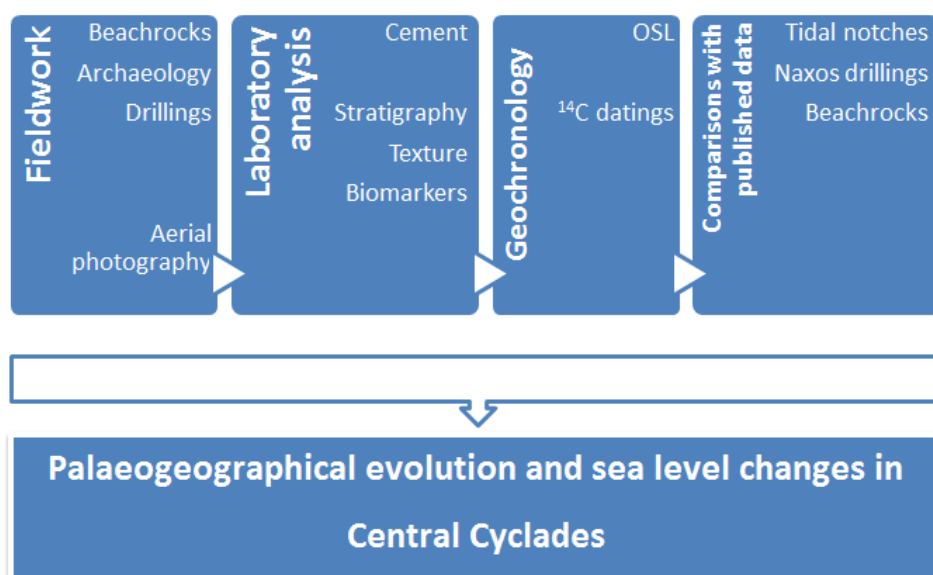 Fieldwork
Beachrocks
Archaeology
Drillings
Aerial
photography
Laboratory
analysis
Cement
Stratigraphy
Texture
Biomarkers
Geochronology
OSL
¹⁴C datings
Comparisons with
published data
Tidal notches
Naxos drillings
Beachrocks
Palaeogeographical evolution and sea level changes in
Central Cyclades